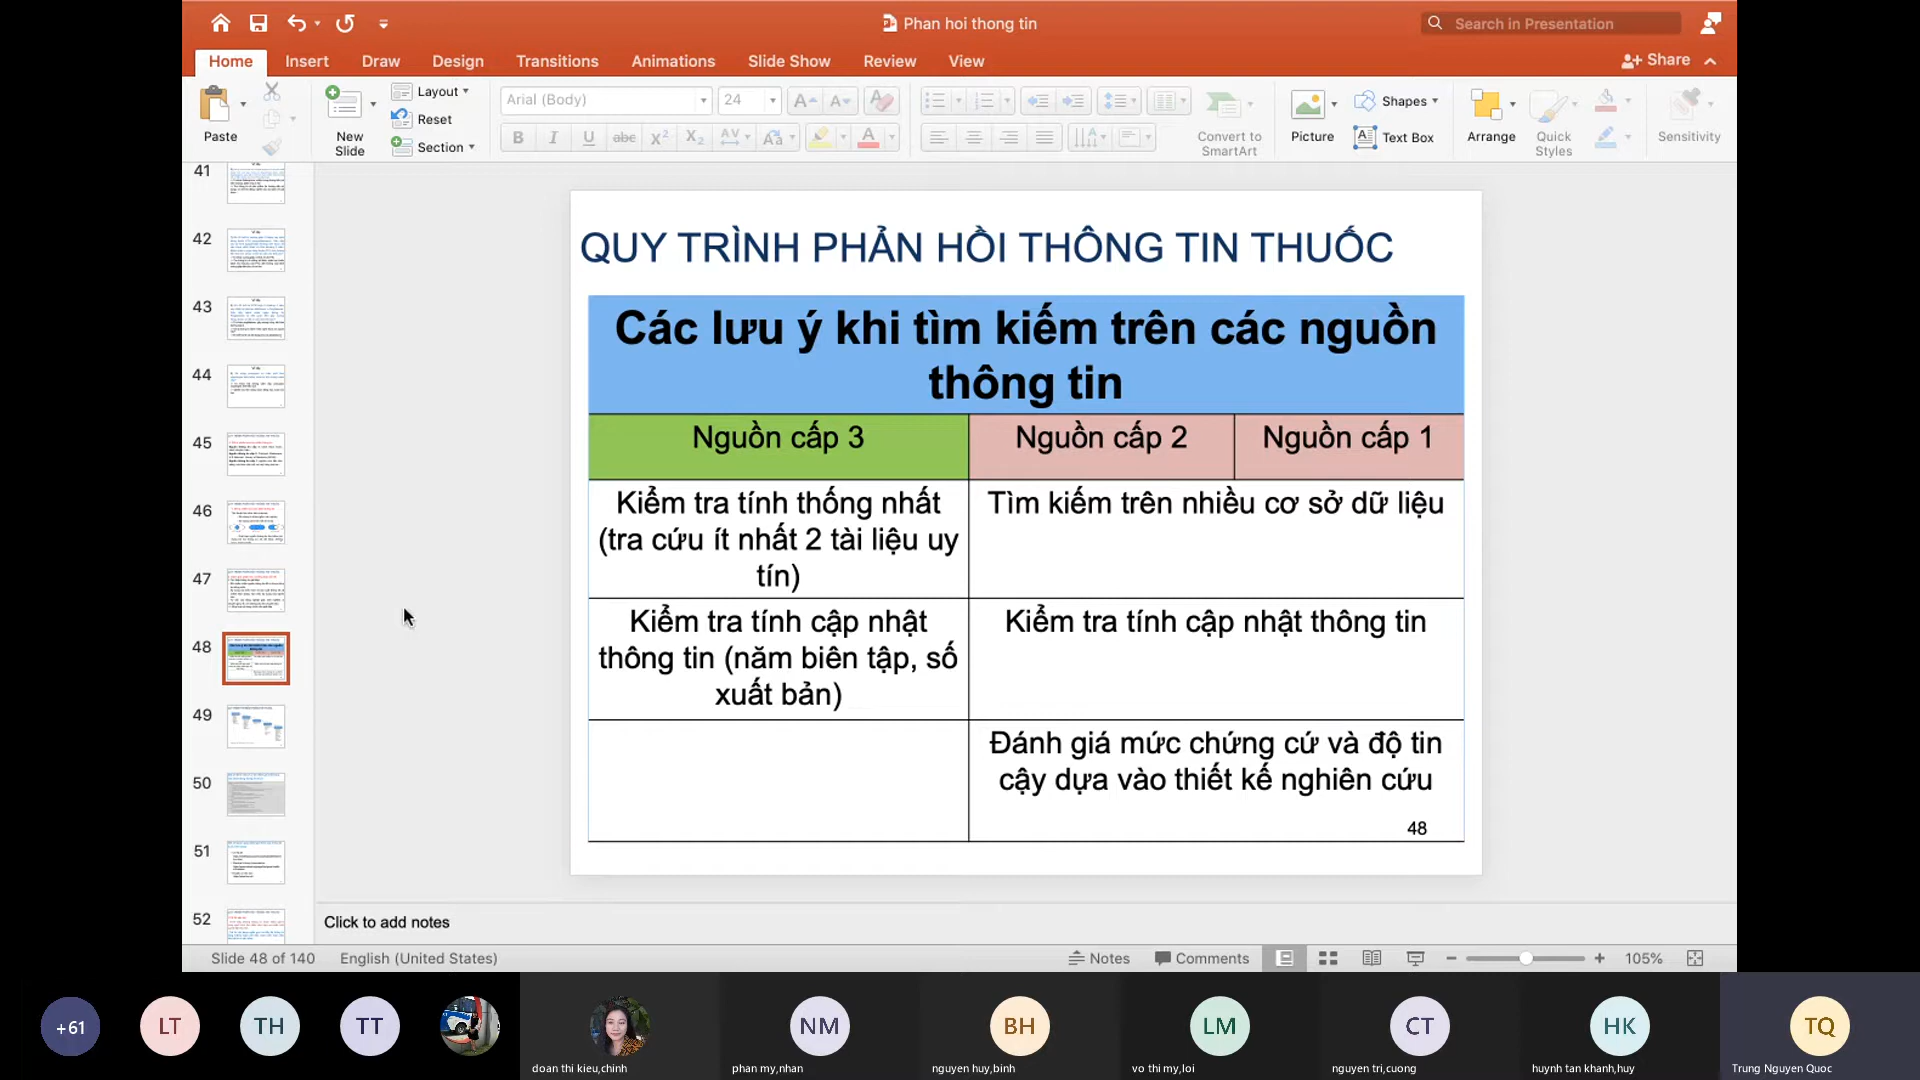 Phan hoi thong tin
Search in Presentation
Home Insert Draw Design Transitions Animations Slide Show Review View Share
Paste
New Slide
Layout
Reset
Section
Arial (Body) 24
Convert to SmartArt
Picture
Shapes
Text Box
Arrange
Quick Styles
Sensitivity
41
42
43
44
45
46
47
48
49
50
51
52
QUY TRÌNH PHẢN HỒI THÔNG TIN THUỐC
Các lưu ý khi tìm kiếm trên các nguồn
thông tin
Nguồn cấp 3 Nguồn cấp 2 Nguồn cấp 1
Kiểm tra tính thống nhất
(tra cứu ít nhất 2 tài liệu uy
tín)
Tìm kiếm trên nhiều cơ sở dữ liệu
Kiểm tra tính cập nhật
thông tin (năm biên tập, số
xuất bản)
Kiểm tra tính cập nhật thông tin
Đánh giá mức chứng cứ và độ tin
cậy dựa vào thiết kế nghiên cứu
48
Click to add notes
Slide 48 of 140 English (United States) Notes Comments 105%
+61 LT TH TT NM BH LM CT HK TQ
doan thi kieu,chinh phan my,nhan nguyen huy,binh vo thi my,loi nguyen tri,cuong huynh tan khanh,huy Trung Nguyen Quoc